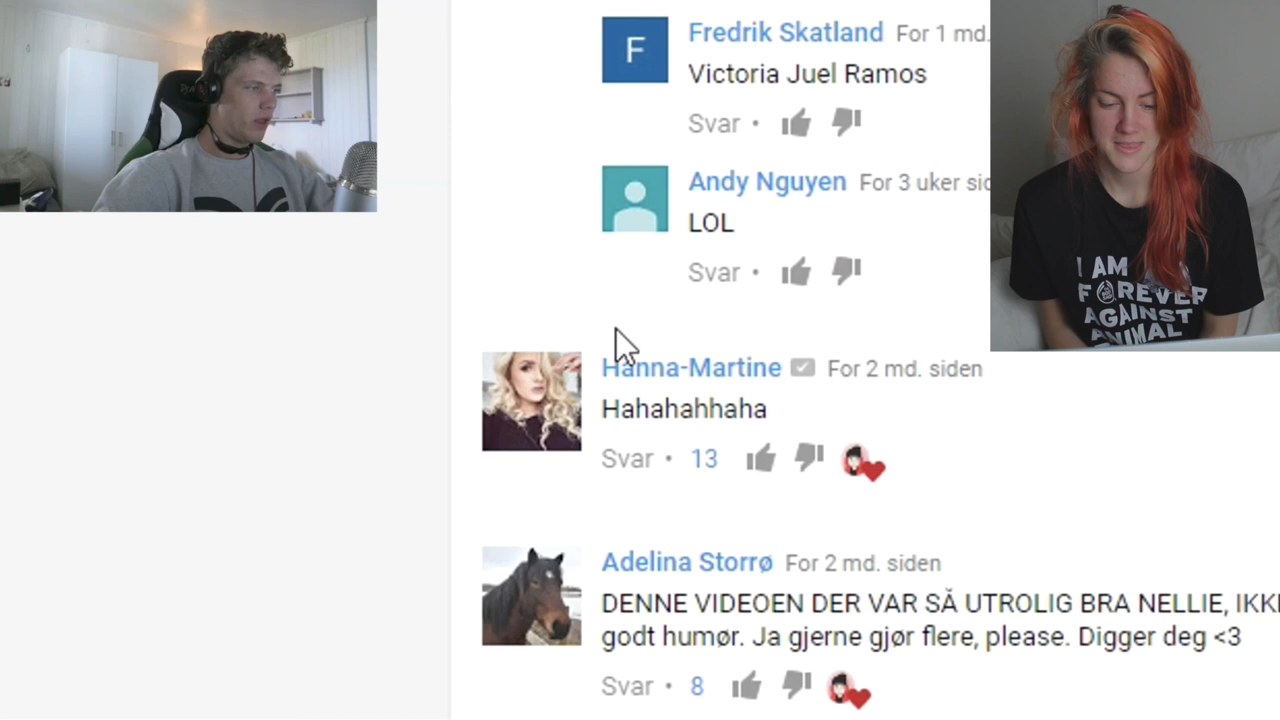 F
Fredrik Skatland For 1 md.
Victoria Juel Ramos
Svar •
Andy Nguyen For 3 uker
LOL
Svar •
Hanna-Martine For 2 md. siden
Hahahahhaha
Svar • 13
Adelina Storrø For 2 md. siden
DENNE VIDEOEN DER VAR SÅ UTROLIG BRA NELLIE,
godt humør. Ja gjerne gjør flere, please. Digger deg <3
Svar • 8
I AM
FOREVER
AGAINST
ANIMAL